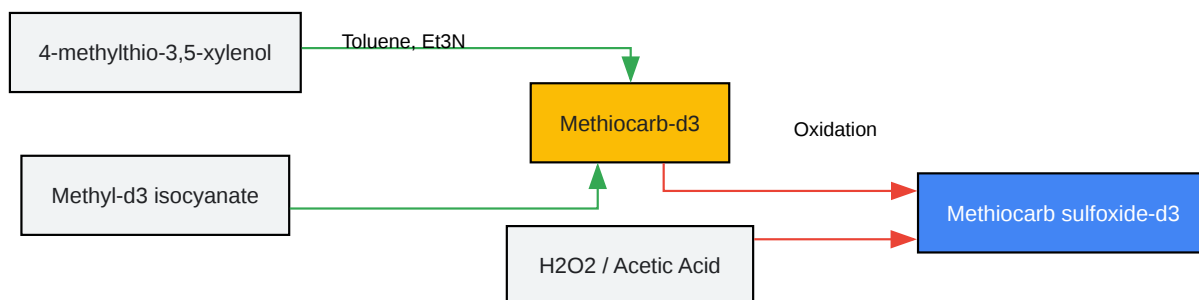 4-methylthio-3,5-xylenol
Toluene, Et3N
Methiocarb-d3
Oxidation
Methyl-d3 isocyanate
Methiocarb sulfoxide-d3
H2O2 / Acetic Acid